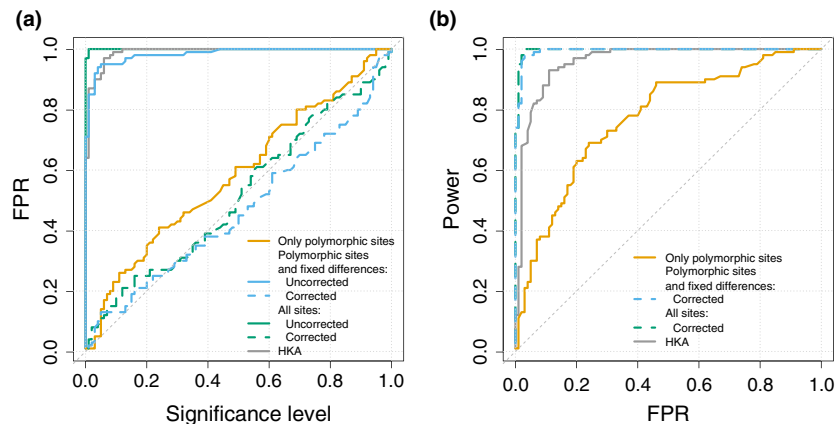 (a)
FPR
1.0
0.8
0.6
0.4
0.2
0.0
Only polymorphic sites
Polymorphic sites
and fixed differences:
Uncorrected
Corrected
All sites:
Uncorrected
Corrected
HKA
0.0 0.2 0.4 0.6 0.8 1.0
Significance level
(b)
Power
1.0
0.8
0.6
0.4
0.2
0.0
Only polymorphic sites
Polymorphic sites
and fixed differences:
Corrected
All sites:
Corrected
HKA
0.0 0.2 0.4 0.6 0.8 1.0
FPR